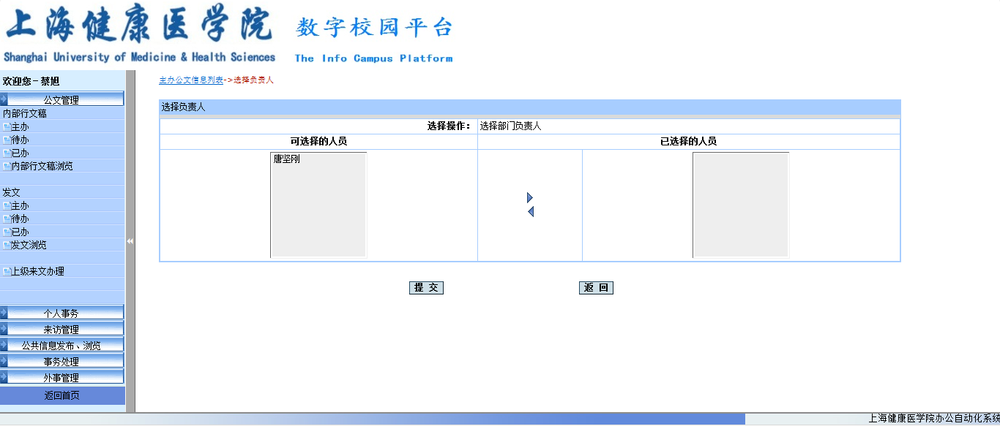 上海健康医学院
数字校园平台
Shanghai University of Medicine & Health Sciences
The Info Campus Platform
欢迎您－蔡旭
公文管理
内部行文稿
主办
待办
已办
内部行文稿浏览
发文
主办
待办
已办
发文浏览
上级来文办理
个人事务
来访管理
公共信息发布、浏览
事务处理
外事管理
返回首页
主办公文信息列表->选择负责人
选择负责人
选择操作： 选择部门负责人
可选择的人员 已选择的人员
唐坚刚
提 交 返 回
上海健康医学院办公自动化系统